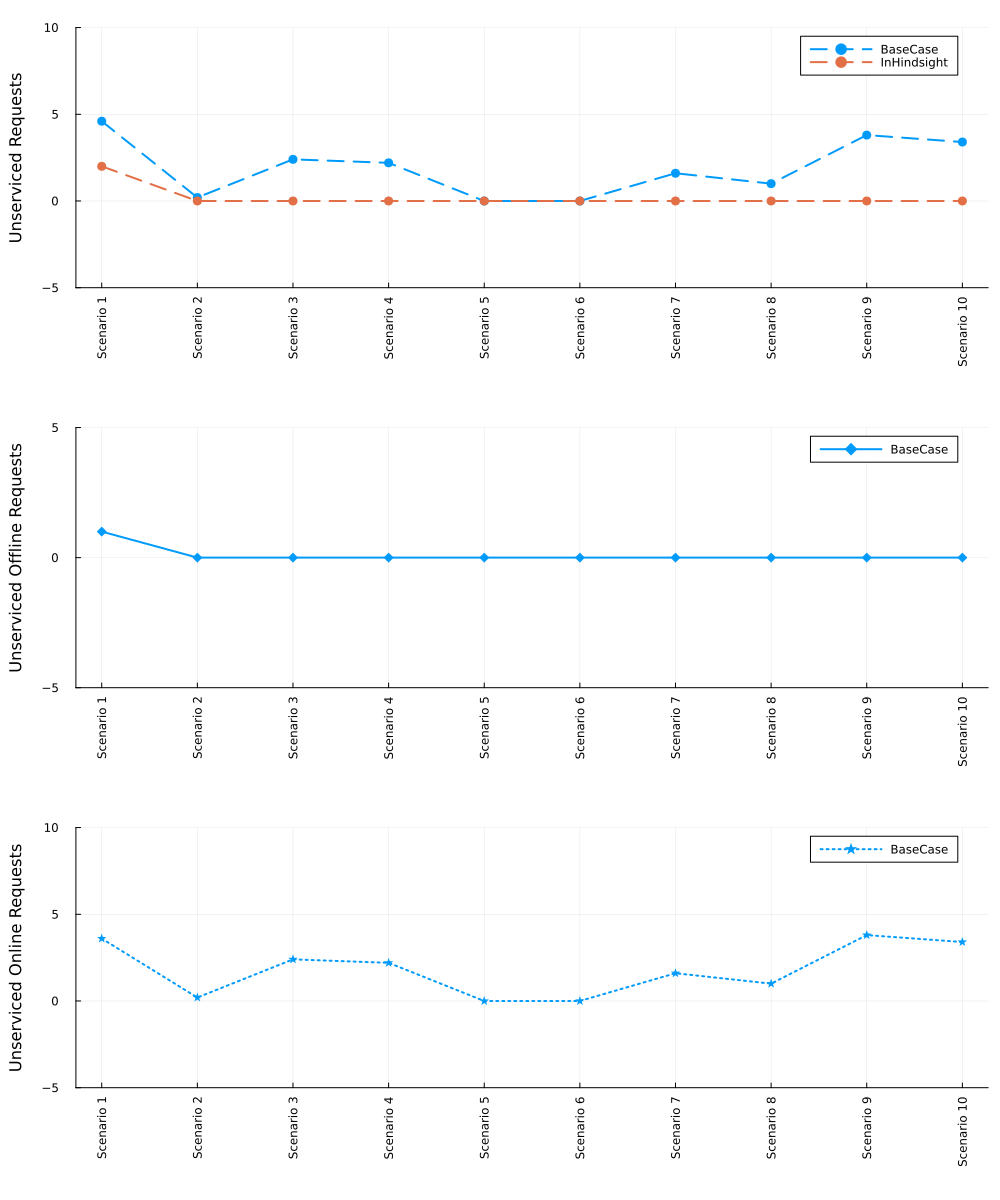 Unserviced Requests
10
5
0
−5
BaseCase
InHindsight
Scenario 1
Scenario 2
Scenario 3
Scenario 4
Scenario 5
Scenario 6
Scenario 7
Scenario 8
Scenario 9
Scenario 10
Unserviced Offline Requests
5
0
−5
BaseCase
Scenario 1
Scenario 2
Scenario 3
Scenario 4
Scenario 5
Scenario 6
Scenario 7
Scenario 8
Scenario 9
Scenario 10
Unserviced Online Requests
10
5
0
−5
BaseCase
Scenario 1
Scenario 2
Scenario 3
Scenario 4
Scenario 5
Scenario 6
Scenario 7
Scenario 8
Scenario 9
Scenario 10